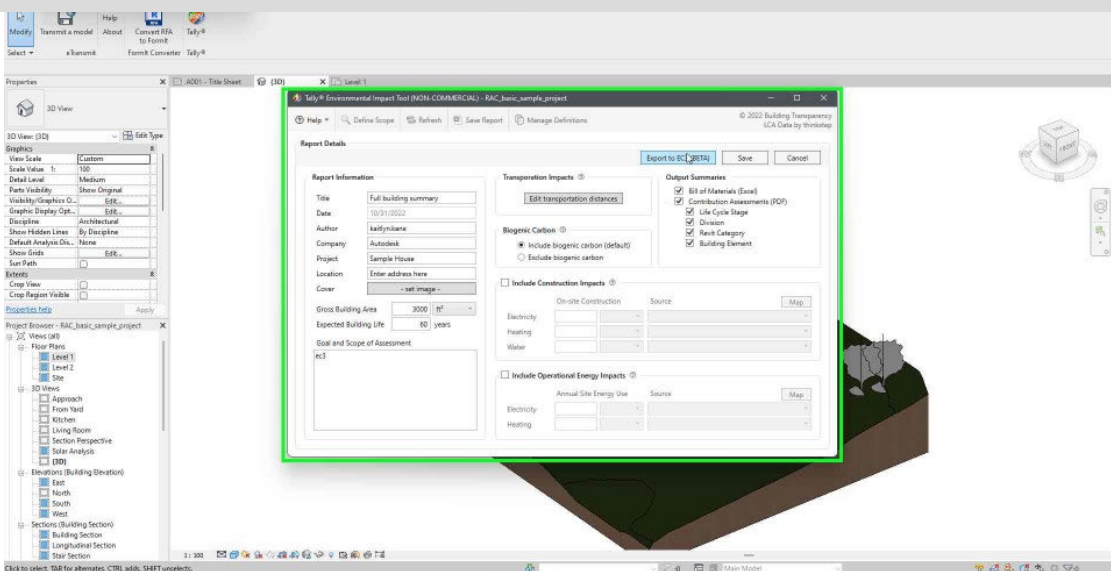 Help
Modify Transmit a model About Convert RFA to FormIt Tally®
Select eTransmit FormIt Converter Tally®
Properties
A001 - Title Sheet {3D} Level 1
3D View
3D View: {3D} Edit Type
Graphics
View Scale Custom
Scale Value 1: 100
Detail Level Medium
Parts Visibility Show Original
Visibility/Graphics O... Edit...
Graphic Display Opt... Edit...
Discipline Architectural
Show Hidden Lines By Discipline
Default Analysis Dis... None
Show Grids Edit...
Sun Path
Extents
Crop View
Crop Region Visible
Properties help Apply
Project Browser - RAC_basic_sample_project
Views (all)
Floor Plans
Level 1
Level 2
Site
3D Views
Approach
From Yard
Kitchen
Living Room
Section Perspective
Solar Analysis
{3D}
Elevations (Building Elevation)
East
North
South
West
Sections (Building Section)
Building Section
Longitudinal Section
Stair Section
Tally® Environmental Impact Tool (NON-COMMERCIAL) - RAC_basic_sample_project
Help Define Scope Refresh Save Report Manage Definitions
© 2022 Building Transparency
LCA Data by thinkstep
Report Details
Export to EC3 (BETA) Save Cancel
Report Information
Title Full building summary
Date 10/31/2022
Author kaitlynkane
Company Autodesk
Project Sample House
Location Enter address here
Cover - set image -
Gross Building Area 3000 ft²
Expected Building Life 60 years
Goal and Scope of Assessment
ec3
Transporation Impacts
Edit transportation distances
Biogenic Carbon
Include biogenic carbon (default)
Exclude biogenic carbon
Output Summaries
Bill of Materials (Excel)
Contribution Assessments (PDF)
Life Cycle Stage
Division
Revit Category
Building Element
Include Construction Impacts
On-site Construction Source Map
Electricity
Heating
Water
Include Operational Energy Impacts
Annual Site Energy Use Source Map
Electricity
Heating
FRONT
1 : 100
Click to select, TAB for alternates, CTRL adds, SHIFT unselects.
Main Model